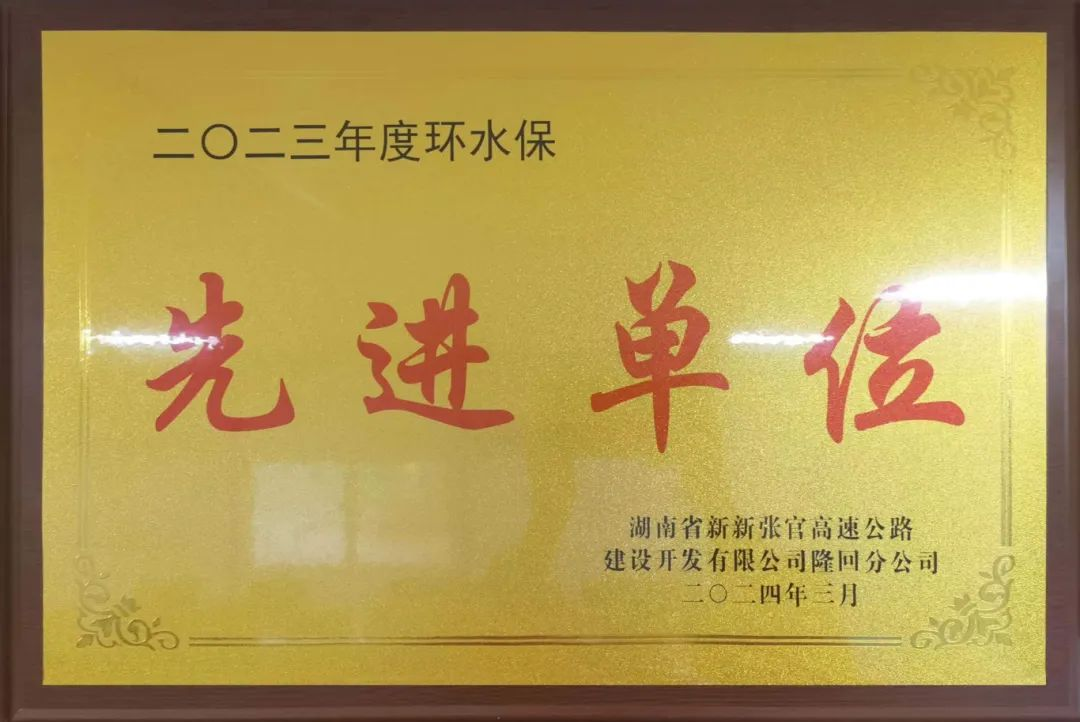 二〇二三年度环水保
先进单位
湖南省新新张官高速公路
建设开发有限公司隆回分公司
二〇二四年三月